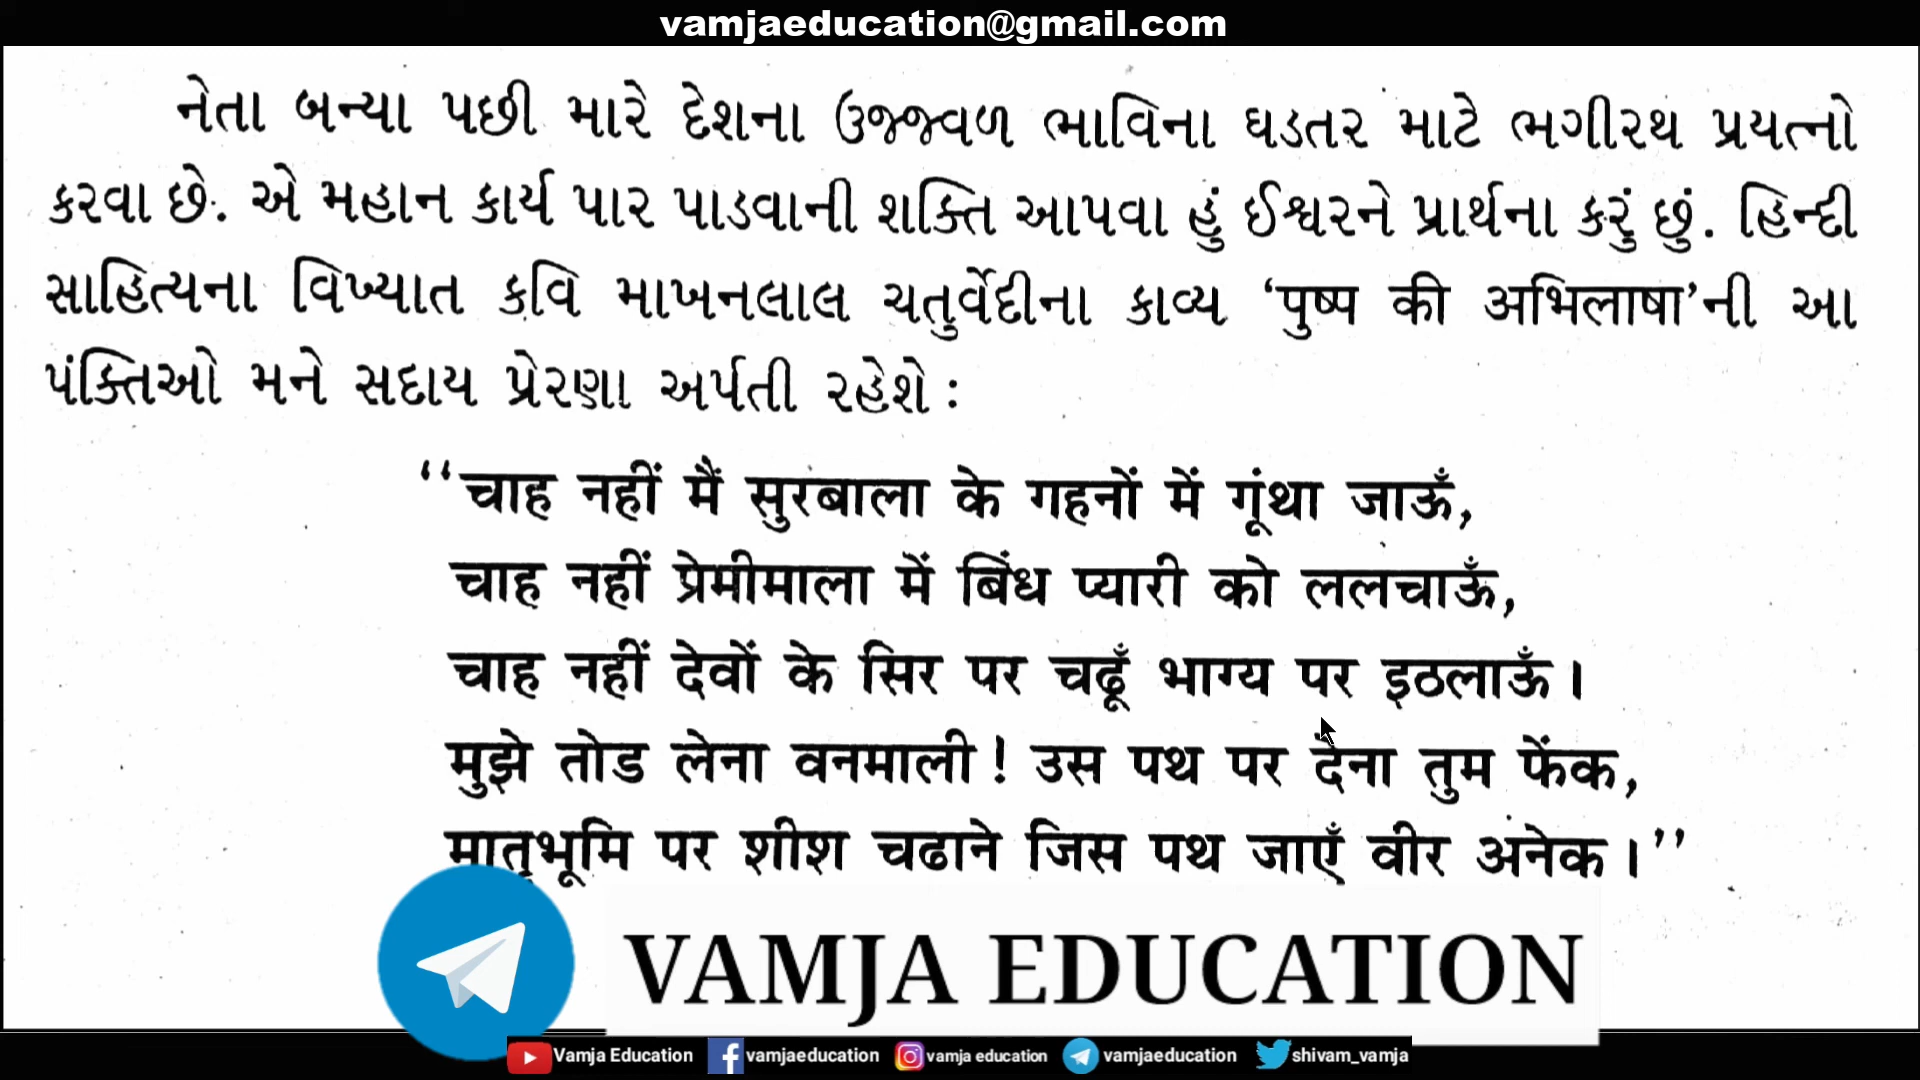 vamjaeducation@gmail.com
નેતા બન્યા પછી મારે દેશના ઉજ્જ્વળ ભાવિના ઘડતર માટે ભગીરથ પ્રયત્નો
કરવા છે. એ મહાન કાર્ય પાર પાડવાની શક્તિ આપવા હું ઈશ્વરને પ્રાર્થના કરું છું. હિન્દી
સાહિત્યના વિખ્યાત કવિ માખનલાલ ચતુર્વેદીના કાવ્ય ‘पुष्प की अभिलाषा’ની આ
પંક્તિઓ મને સદાય પ્રેરણા અર્પતી રહેશે :
“चाह नहीं मैं सुरबाला के गहनों में गूंथा जाऊँ,
चाह नहीं प्रेमीमाला में बिंध प्यारी को ललचाऊँ,
चाह नहीं देवों के सिर पर चढूँ भाग्य पर इठलाऊँ।
मुझे तोड लेना वनमाली! उस पथ पर देना तुम फेंक,
मातृभूमि पर शीश चढाने जिस पथ जाएँ वीर अनेक।”
VAMJA EDUCATION
Vamja Education vamjaeducation vamja education vamjaeducation shivam_vamja